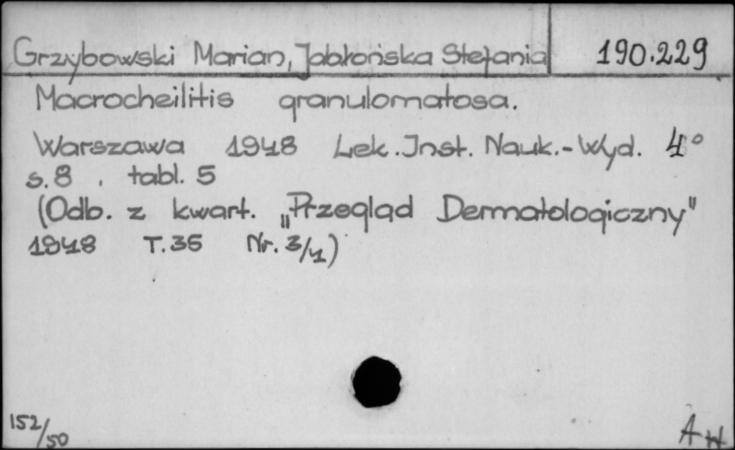 Grzybowski Marian, Jabłońska Stefania 190.229
Macrocheilitis granulomatosa.
Warszawa 1948 Lek. Inst. Nauk.-Wyd. 4°
s. 8 . tabl. 5
(Odb. z kwart. „Przegląd Dermatologiczny"
1948 T. 35 Nr. 3/4)
152/50
AH